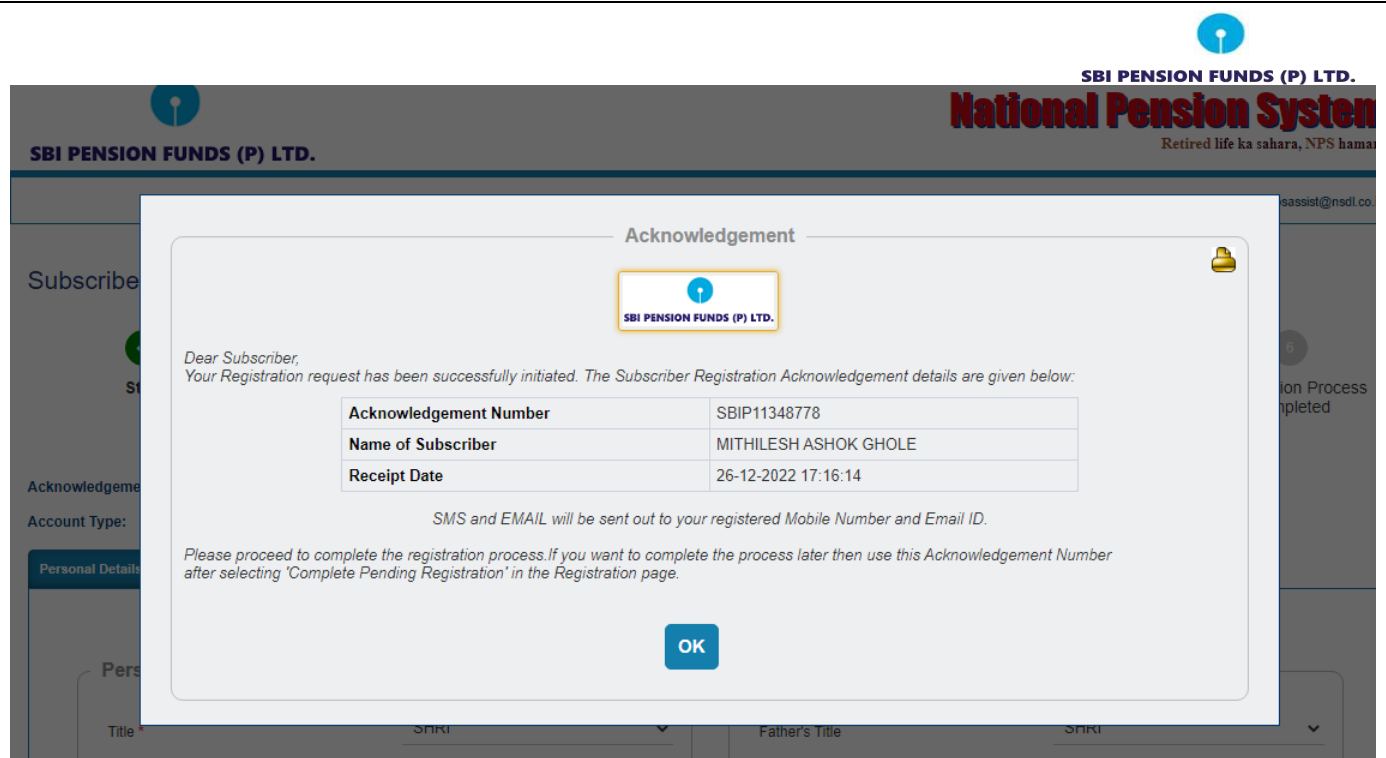 SBI PENSION FUNDS (P) LTD.
National Pension System
SBI PENSION FUNDS (P) LTD.
Retired life ka sahara, NPS hamar
sassist@nsdl.co.
Acknowledgement
Subscribe
SBI PENSION FUNDS (P) LTD.
6
Dear Subscriber,
Your Registration request has been successfully initiated. The Subscriber Registration Acknowledgement details are given below:
St
ion Process
Acknowledgement Number SBIP11348778
npleted
Name of Subscriber MITHILESH ASHOK GHOLE
Receipt Date 26-12-2022 17:16:14
Acknowledgeme
SMS and EMAIL will be sent out to your registered Mobile Number and Email ID.
Account Type:
Please proceed to complete the registration process.If you want to complete the process later then use this Acknowledgement Number
after selecting 'Complete Pending Registration' in the Registration page.
Personal Details
OK
Pers
Title * SHRI
Father's Title SHRI